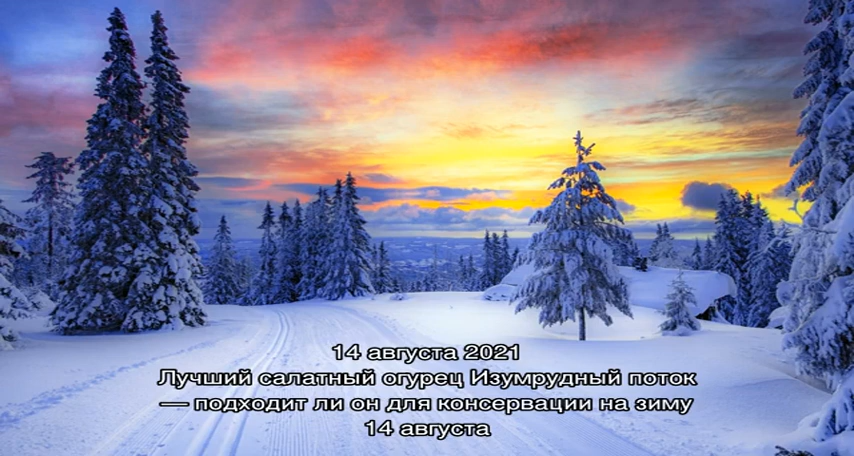 14 августа 2021
Лучший салатный огурец Изумрудный поток
— подходит ли он для консервации на зиму
14 августа